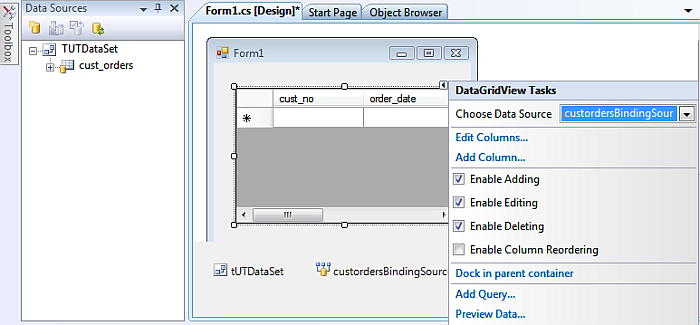 Toolbox
Data Sources
TUTDataSet
cust_orders
Form1.cs [Design]*
Start Page
Object Browser
Form1
cust_no order_date
tUTDataSet
custordersBindingSource
DataGridView Tasks
Choose Data Source custordersBindingSour
Edit Columns...
Add Column...
Enable Adding
Enable Editing
Enable Deleting
Enable Column Reordering
Dock in parent container
Add Query...
Preview Data...